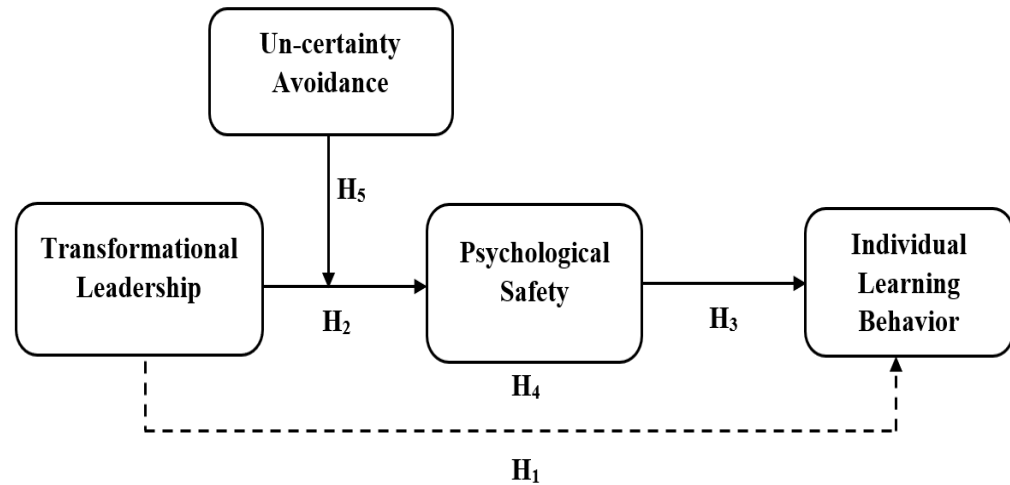 Un-certainty
Avoidance
H₅
Transformational
Leadership
H₂
Psychological
Safety
H₃
Individual
Learning
Behavior
H₄
H₁